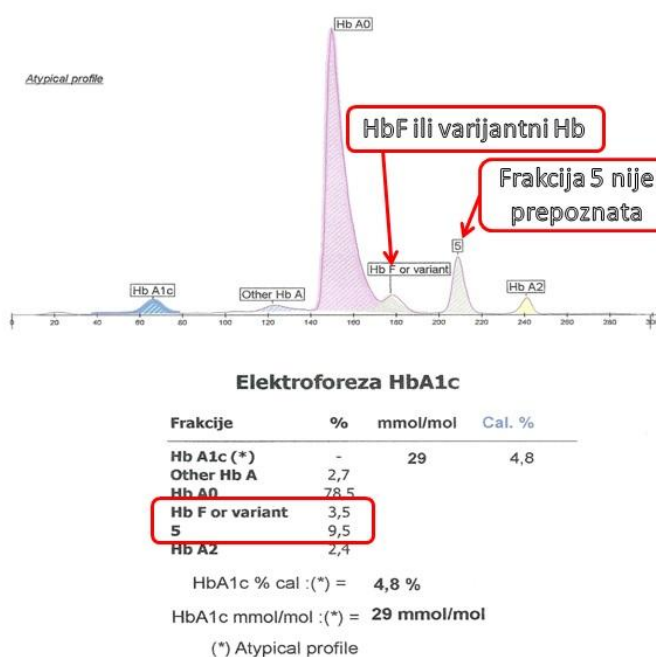 Hb A0
Atypical profile
HbF ili varijantni Hb
Frakcija 5 nije
prepoznata
5
Hb F or variant
Hb A1c
Other Hb A
Hb A2
0 20 40 60 80 100 120 140 160 180 200 220 240 260 280 300
Elektroforeza HbA1c
Frakcije % mmol/mol Cal. %
Hb A1c (*) - 29 4,8
Other Hb A 2,7
Hb A0 78,5
Hb F or variant 3,5
5 9,5
Hb A2 2,4
HbA1c % cal :(*) = 4,8 %
HbA1c mmol/mol :(*) = 29 mmol/mol
(*) Atypical profile